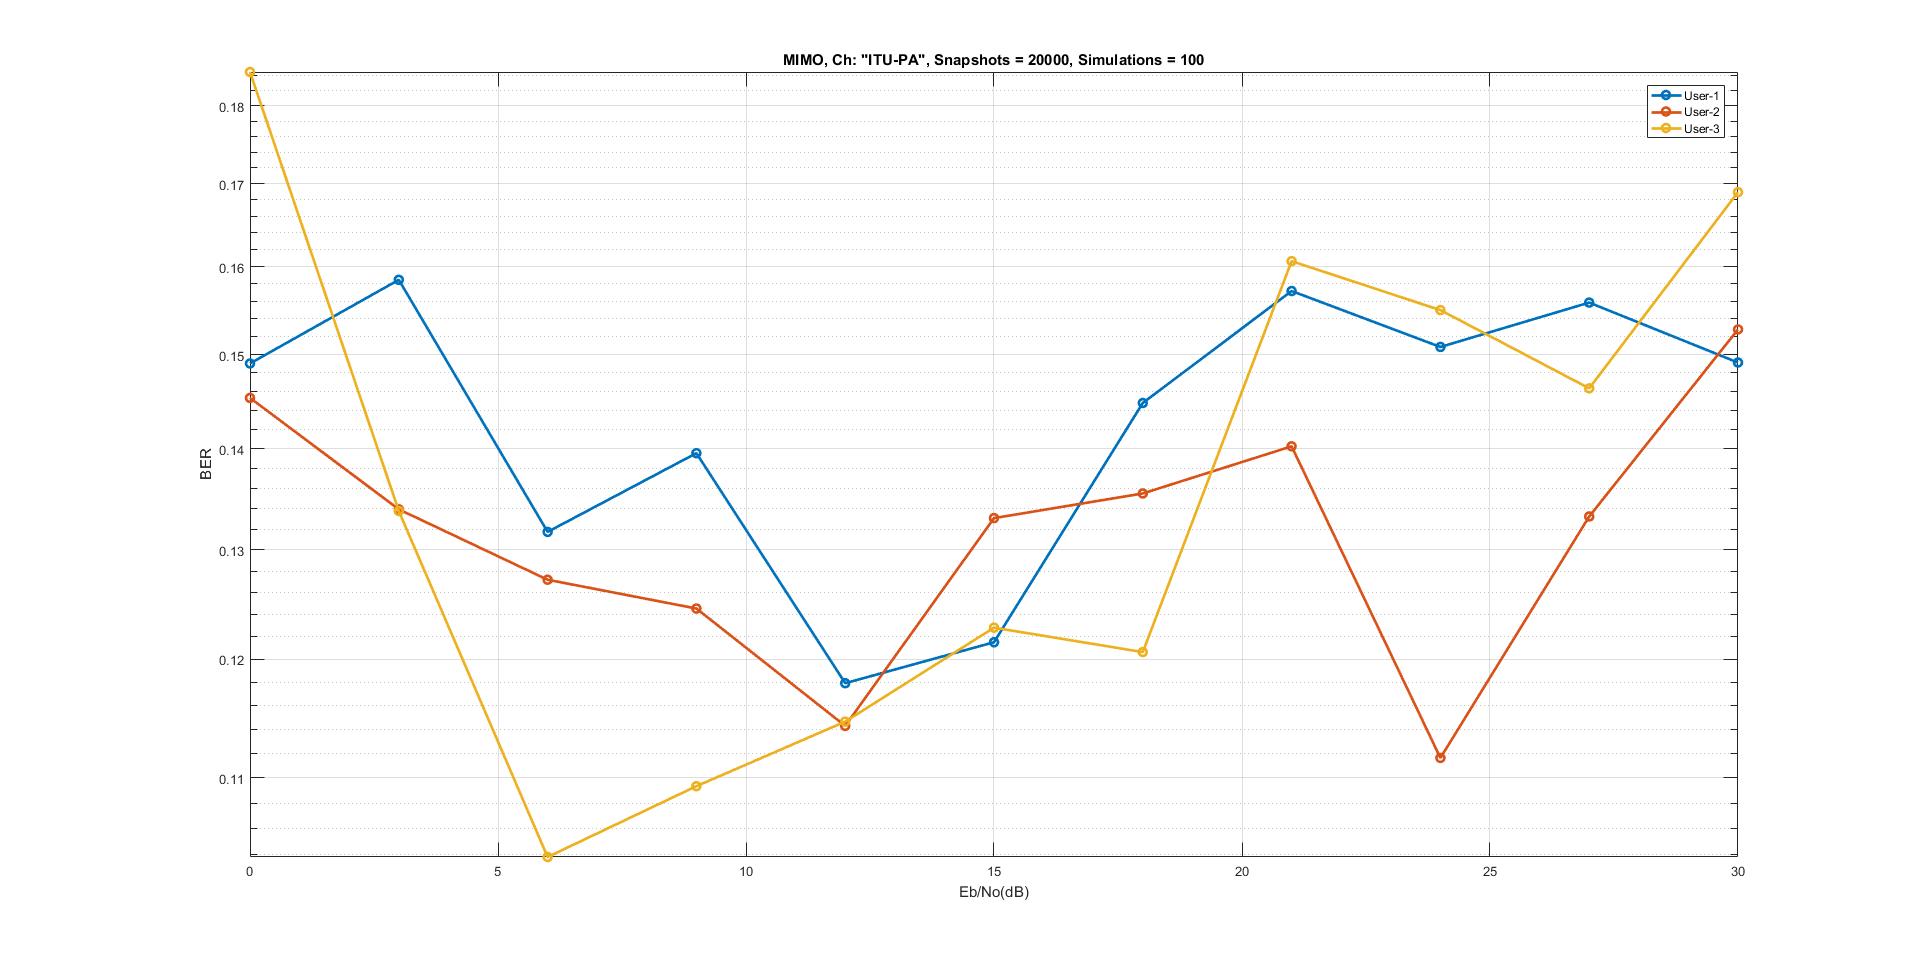 MIMO, Ch: "ITU-PA", Snapshots = 20000, Simulations = 100
User-1
User-2
User-3
0.18
0.17
0.16
0.15
0.14
0.13
0.12
0.11
BER
0 5 10 15 20 25 30
Eb/No(dB)